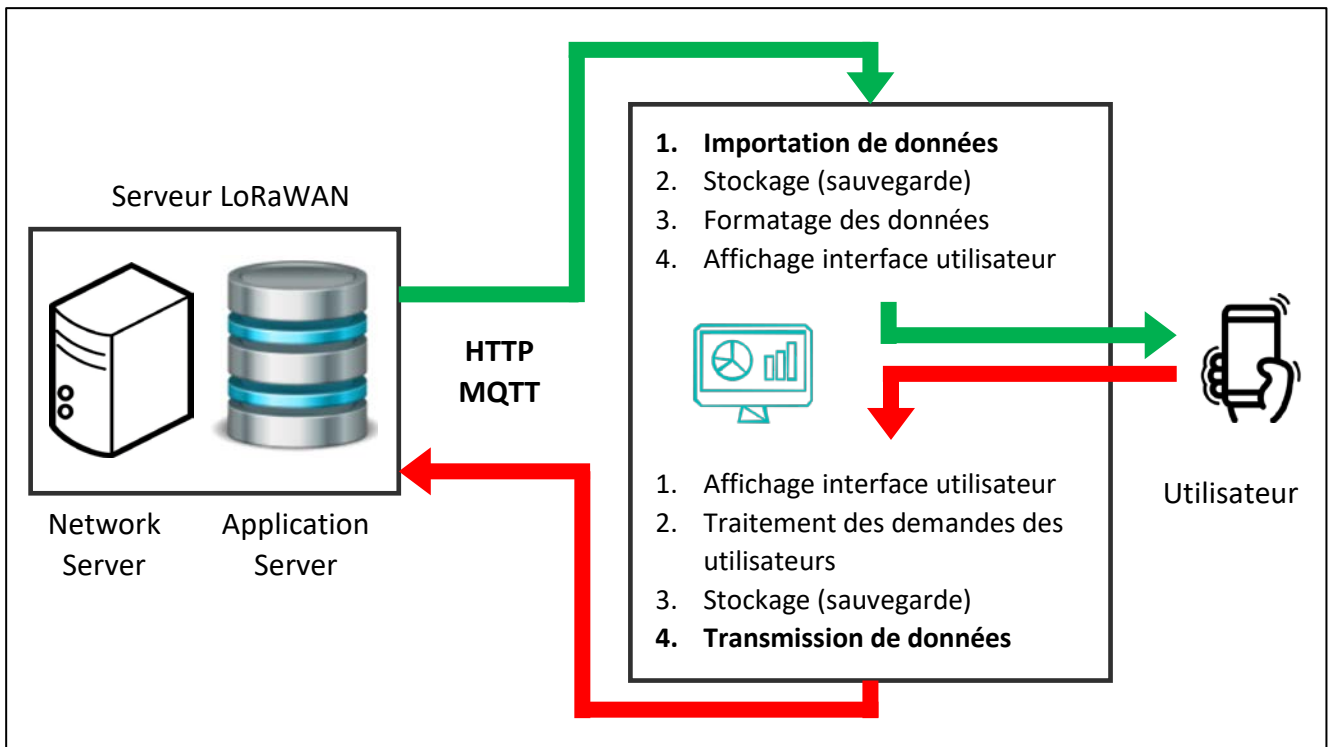 Serveur LoRaWAN
Network
Server
Application
Server
HTTP
MQTT
1. Importation de données
2. Stockage (sauvegarde)
3. Formatage des données
4. Affichage interface utilisateur
1. Affichage interface utilisateur
2. Traitement des demandes des
utilisateurs
3. Stockage (sauvegarde)
4. Transmission de données
Utilisateur